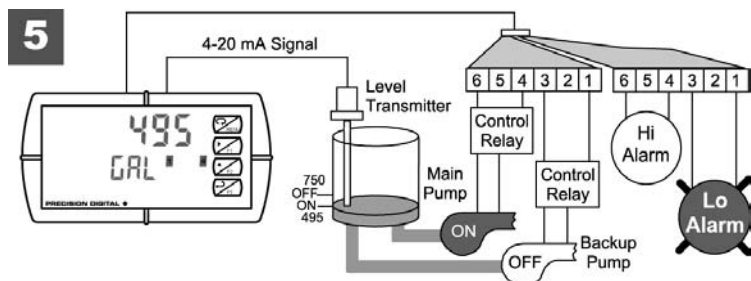 5
4-20 mA Signal
Level
Transmitter
495
GAL
PRECISION DIGITAL
750
OFF
ON
495
Main
Pump
ON
OFF
Backup
Pump
6 5 4 3 2 1
Control
Relay
Control
Relay
6 5 4 3 2 1
Hi
Alarm
Lo
Alarm